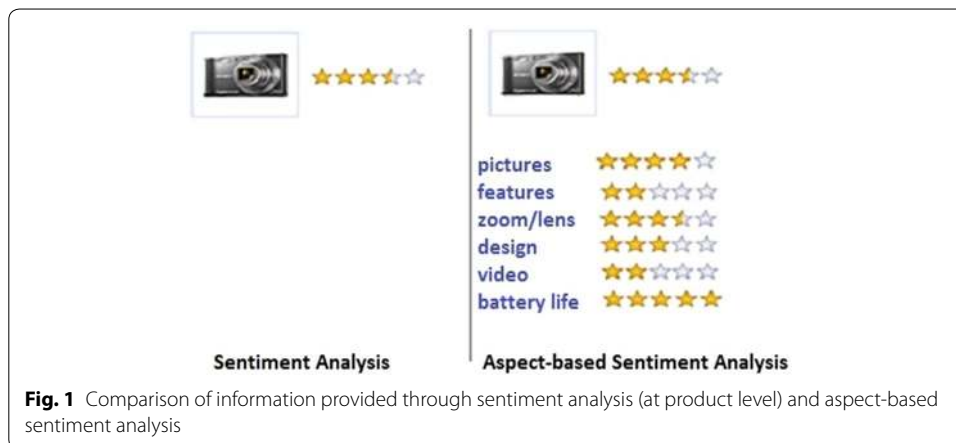 pictures
features
zoom/lens
design
video
battery life
Sentiment Analysis
Aspect-based Sentiment Analysis
Fig. 1 Comparison of information provided through sentiment analysis (at product level) and aspect-based
sentiment analysis